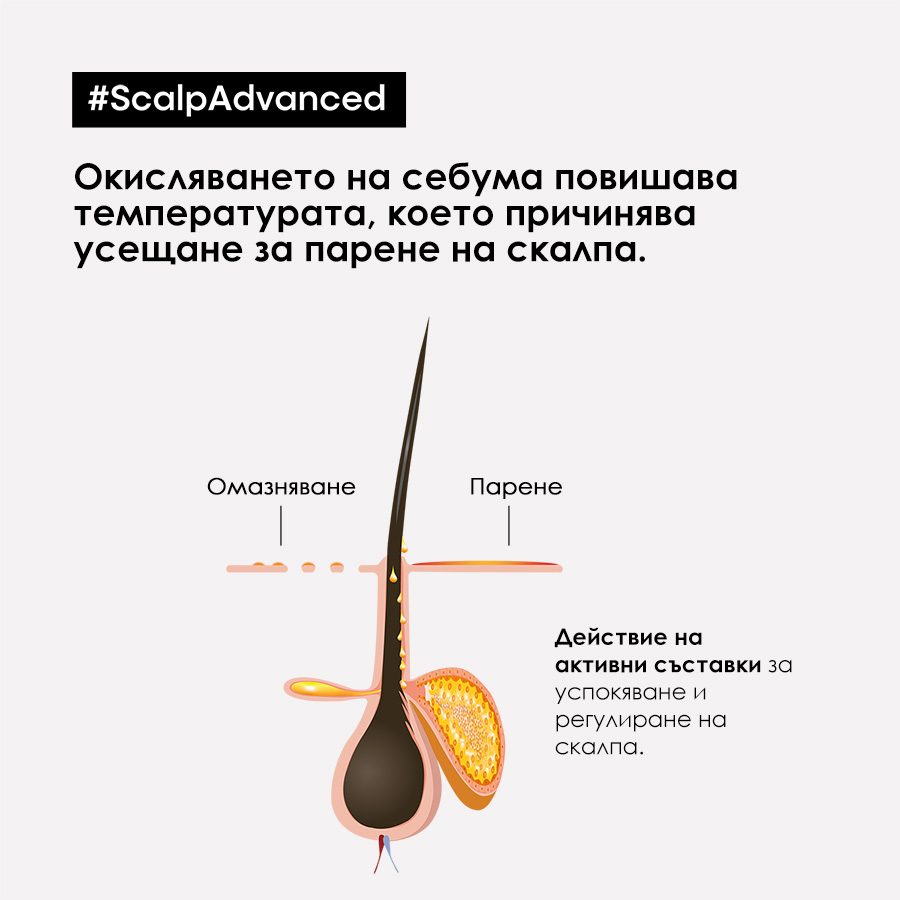 #ScalpAdvanced
Окисляването на себума повишава
температурата, което причинява
усещане за парене на скалпа.
Омазняване
Парене
Действие на
активни съставки за
успокяване и
регулиране на
скалпа.